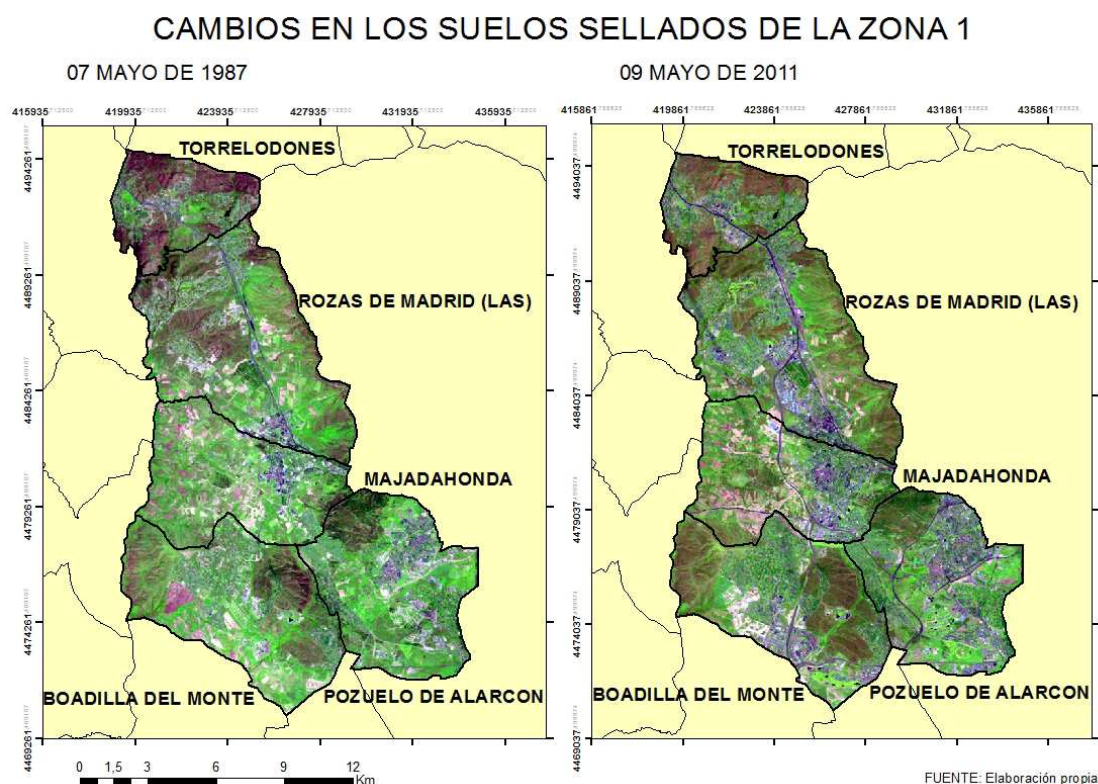 CAMBIOS EN LOS SUELOS SELLADOS DE LA ZONA 1
07 MAYO DE 1987
09 MAYO DE 2011
415935 419935 423935 427935 431935 435935
4494261
4489261
4484261
4479261
4474261
4469261
TORRELODONES
ROZAS DE MADRID (LAS)
MAJADAHONDA
BOADILLA DEL MONTE
POZUELO DE ALARCON
0 1,5 3 6 9 12
Km
415861 419861 423861 427861 431861 435861
4494037
4489037
4484037
4479037
4474037
4469037
TORRELODONES
ROZAS DE MADRID (LAS)
MAJADAHONDA
BOADILLA DEL MONTE
POZUELO DE ALARCON
FUENTE: Elaboración propia